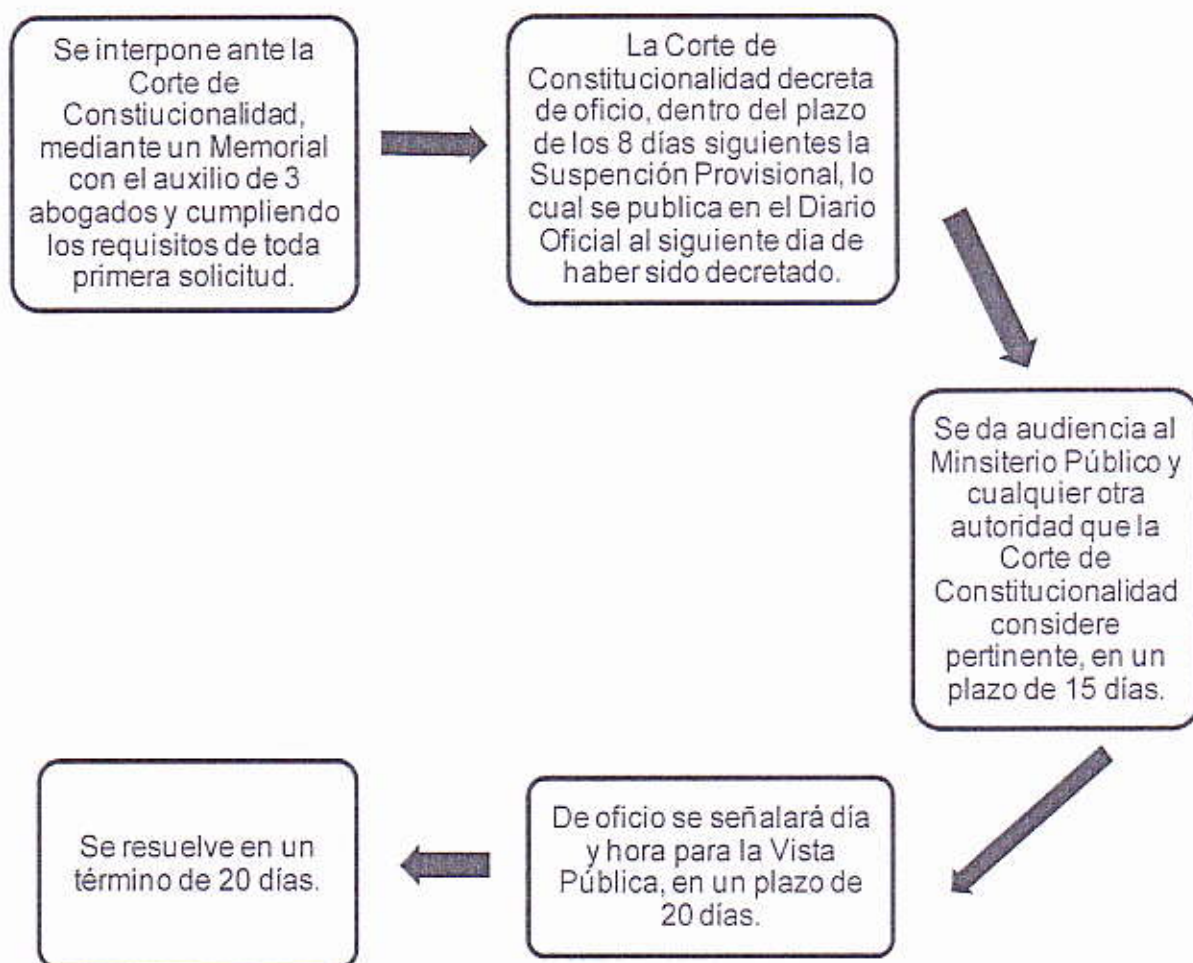 Se interpone ante la
Corte de
Constiucionalidad,
mediante un Memorial
con el auxilio de 3
abogados y cumpliendo
los requisitos de toda
primera solicitud.
La Corte de
Constitucionalidad decreta
de oficio, dentro del plazo
de los 8 días siguientes la
Suspención Provisional, lo
cual se publica en el Diario
Oficial al siguiente dia de
haber sido decretado.
Se da audiencia al
Minsiterio Público y
cualquier otra
autoridad que la
Corte de
Constitucionalidad
considere
pertinente, en un
plazo de 15 días.
De oficio se señalará día
y hora para la Vista
Pública, en un plazo de
20 días.
Se resuelve en un
término de 20 días.